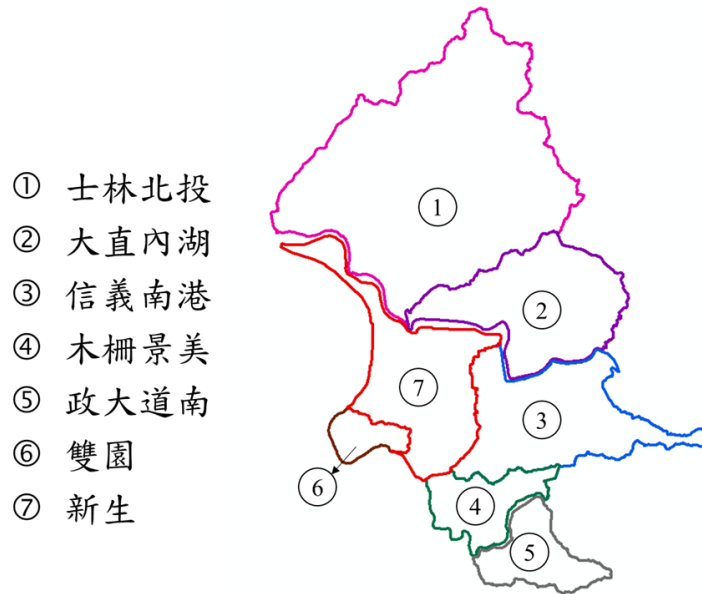 ① 士林北投
② 大直內湖
③ 信義南港
④ 木柵景美
⑤ 政大道南
⑥ 雙園
⑦ 新生
①
②
⑦
③
⑥
④
⑤